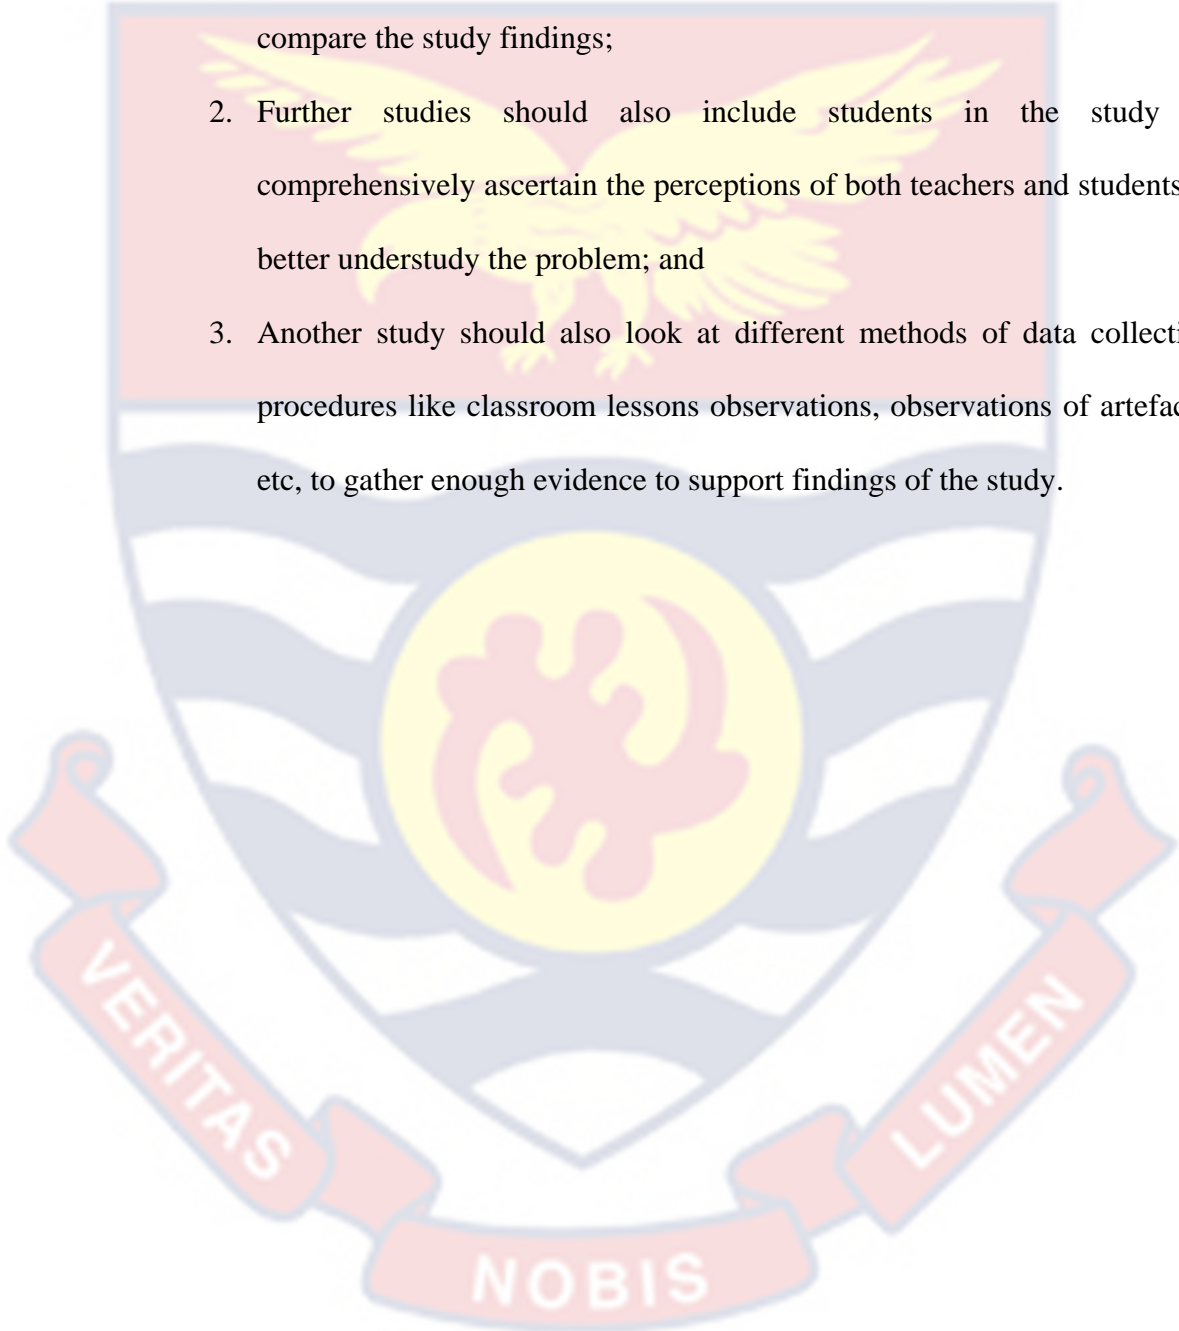 compare the study findings;
2. Further studies should also include students in the study
comprehensively ascertain the perceptions of both teachers and students
better understudy the problem; and
3. Another study should also look at different methods of data collecti
procedures like classroom lessons observations, observations of artefac
etc, to gather enough evidence to support findings of the study.
VERITAS
NOBIS
LUMEN